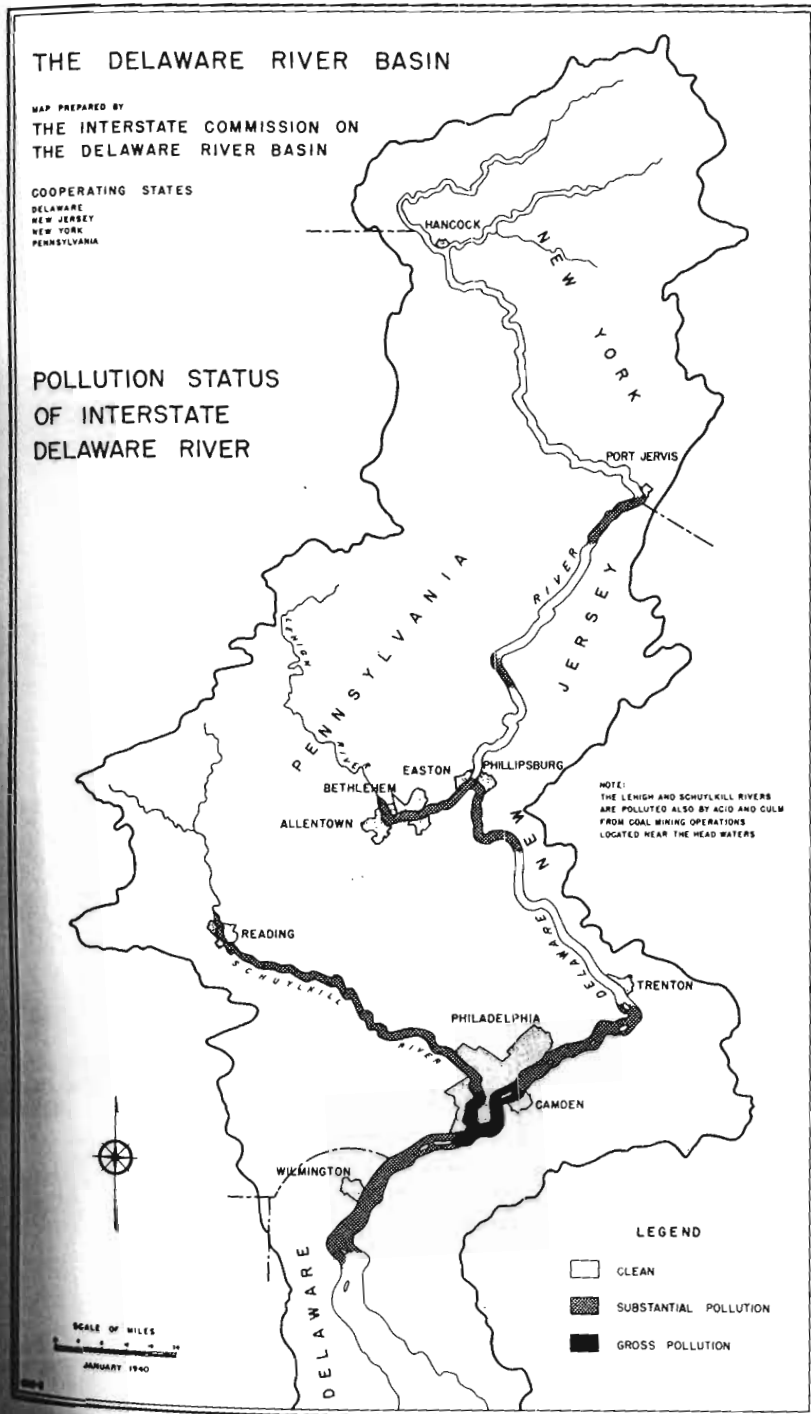 THE DELAWARE RIVER BASIN
MAP PREPARED BY
THE INTERSTATE COMMISSION ON
THE DELAWARE RIVER BASIN
COOPERATING STATES
DELAWARE
NEW JERSEY
NEW YORK
PENNSYLVANIA
POLLUTION STATUS
OF INTERSTATE
DELAWARE RIVER
HANCOCK
NEW YORK
PORT JERVIS
PENNSYLVANIA
RIVER
NEW JERSEY
LEHIGH RIVER
EASTON
PHILLIPSBURG
BETHLEHEM
ALLENTOWN
NOTE:
THE LEHIGH AND SCHUYLKILL RIVERS
ARE POLLUTED ALSO BY ACID AND CULM
FROM COAL MINING OPERATIONS
LOCATED NEAR THE HEAD WATERS
READING
SCHUYLKILL RIVER
DELAWARE
TRENTON
PHILADELPHIA
CAMDEN
WILMINGTON
DELAWARE
LEGEND
CLEAN
SUBSTANTIAL POLLUTION
GROSS POLLUTION
SCALE OF MILES
JANUARY 1940